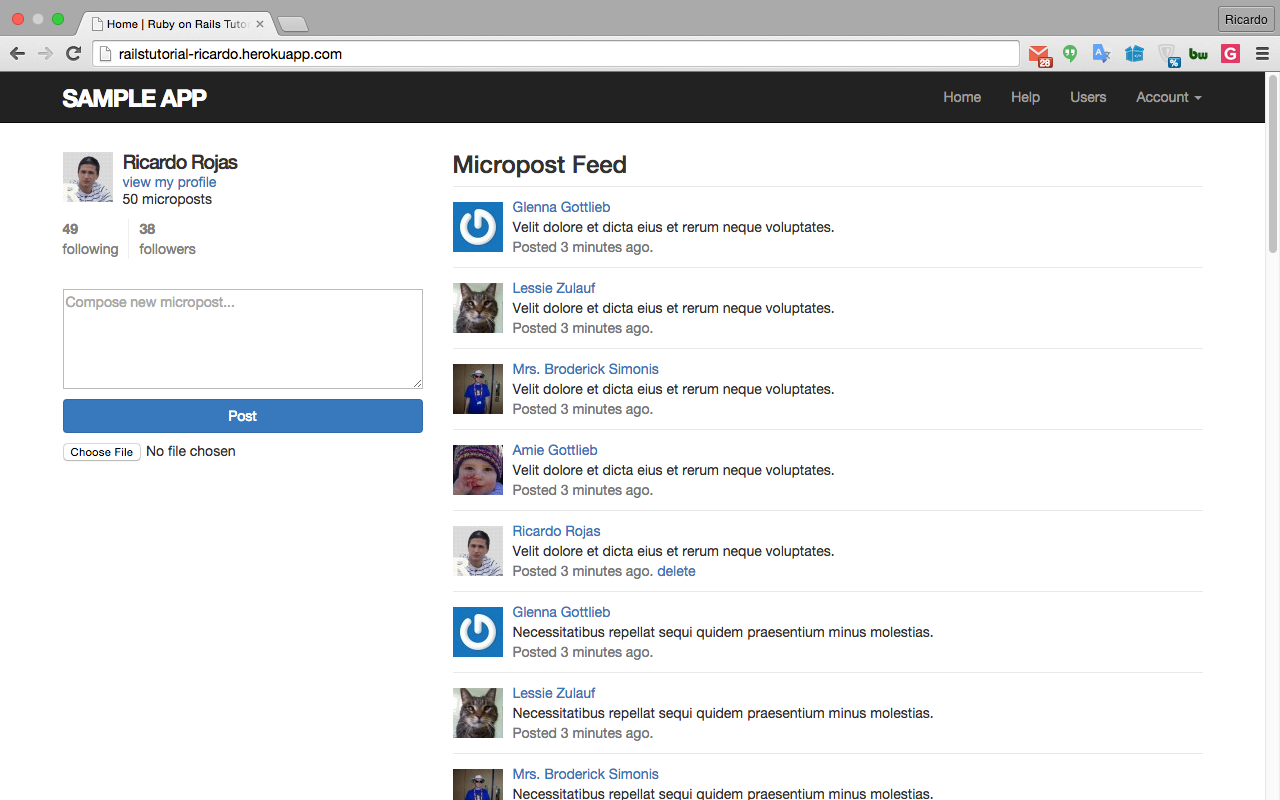 Home | Ruby on Rails Tutor
Ricardo
railstutorial-ricardo.herokuapp.com
28
%
bw
G
SAMPLE APP
Home
Help
Users
Account
Ricardo Rojas
view my profile
50 microposts
49
following
38
followers
Compose new micropost...
Post
Choose File No file chosen
Micropost Feed
Glenna Gottlieb
Velit dolore et dicta eius et rerum neque voluptates.
Posted 3 minutes ago.
Lessie Zulauf
Velit dolore et dicta eius et rerum neque voluptates.
Posted 3 minutes ago.
Mrs. Broderick Simonis
Velit dolore et dicta eius et rerum neque voluptates.
Posted 3 minutes ago.
Amie Gottlieb
Velit dolore et dicta eius et rerum neque voluptates.
Posted 3 minutes ago.
Ricardo Rojas
Velit dolore et dicta eius et rerum neque voluptates.
Posted 3 minutes ago. delete
Glenna Gottlieb
Necessitatibus repellat sequi quidem praesentium minus molestias.
Posted 3 minutes ago.
Lessie Zulauf
Necessitatibus repellat sequi quidem praesentium minus molestias.
Posted 3 minutes ago.
Mrs. Broderick Simonis
Necessitatibus repellat sequi quidem praesentium minus molestias.